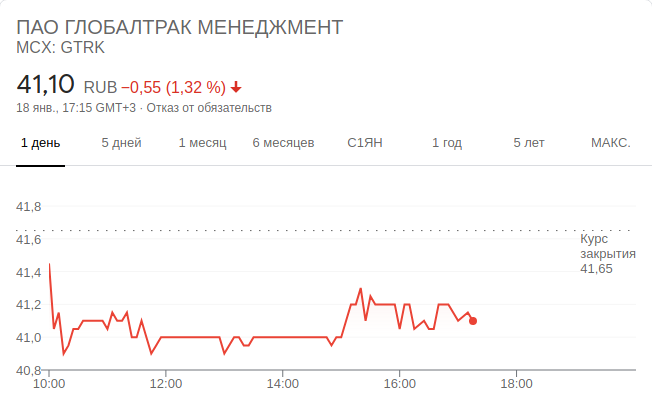 ПАО ГЛОБАЛТРАК МЕНЕДЖМЕНТ
MCX: GTRK
41,10 RUB −0,55 (1,32 %)
18 янв., 17:15 GMT+3 · Отказ от обязательств
1 день 5 дней 1 месяц 6 месяцев С1ЯН 1 год 5 лет МАКС.
41,8
41,6
41,4
41,2
41,0
40,8
Курс
закрытия
41,65
10:00 12:00 14:00 16:00 18:00